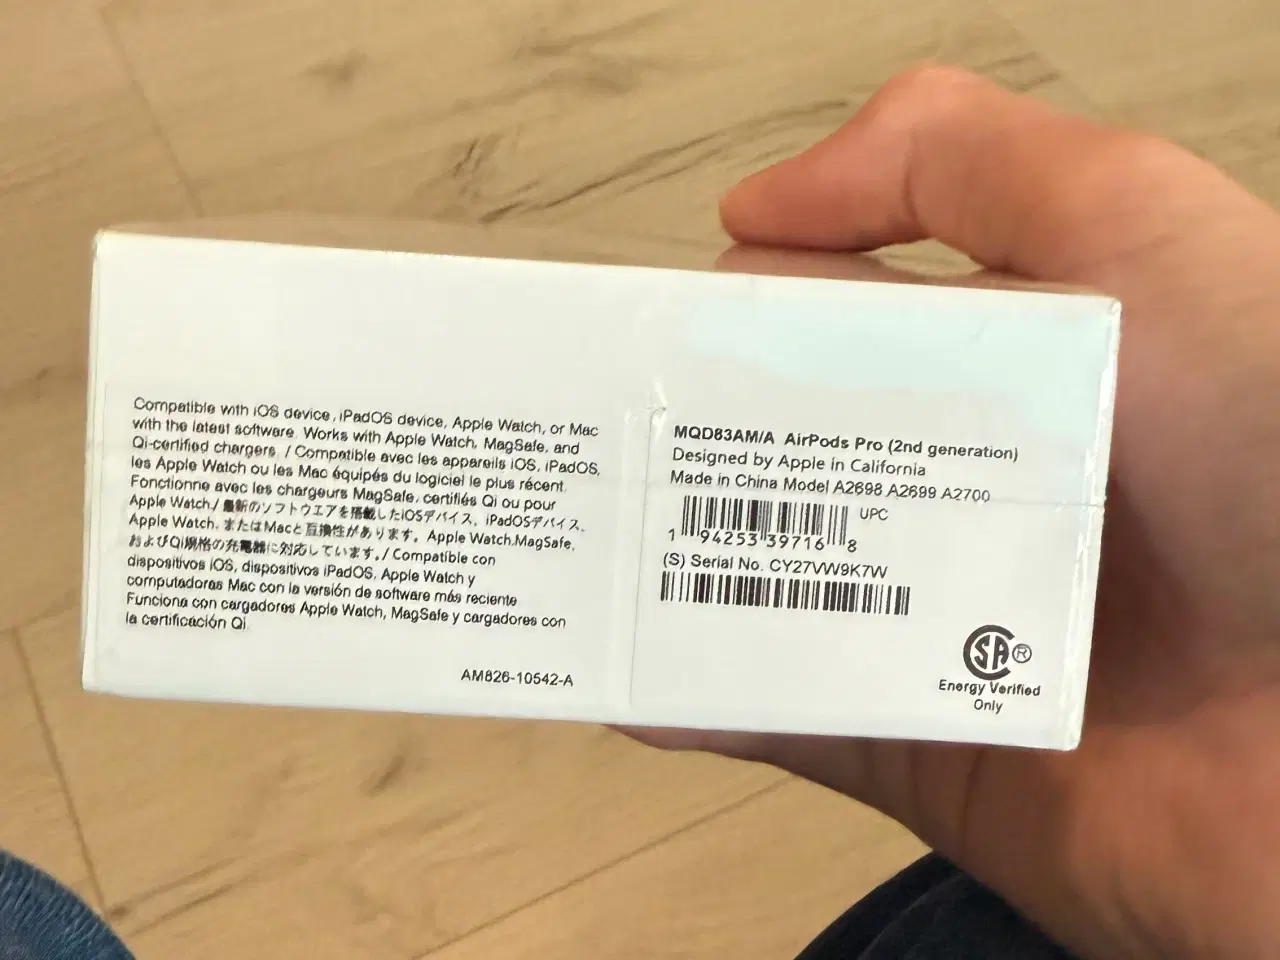 Compatible with iOS device, iPadOS device, Apple Watch, or Mac
with the latest software. Works with Apple Watch, MagSafe, and
Qi-certified chargers. / Compatible avec les appareils iOS, iPadOS,
les Apple Watch ou les Mac équipés du logiciel le plus récent.
Fonctionne avec les chargeurs MagSafe, certifiés Qi ou pour
Apple Watch./ 最新のソフトウエアを搭載したiOSデバイス、iPadOSデバイス、
Apple Watch、またはMacと互換性があります。Apple Watch,MagSafe,
およびQi規格の充電器に対応しています。/ Compatible con
dispositivos iOS, dispositivos iPadOS, Apple Watch y
computadoras Mac con la versión de software más reciente
Funciona con cargadores Apple Watch, MagSafe y cargadores con
la certificación Qi
AM826-10542-A
MQD83AM/A AirPods Pro (2nd generation)
Designed by Apple in California
Made in China Model A2698 A2699 A2700
UPC
1 94253 39716 8
(S) Serial No. CY27VW9K7W
SA ®
Energy Verified
Only